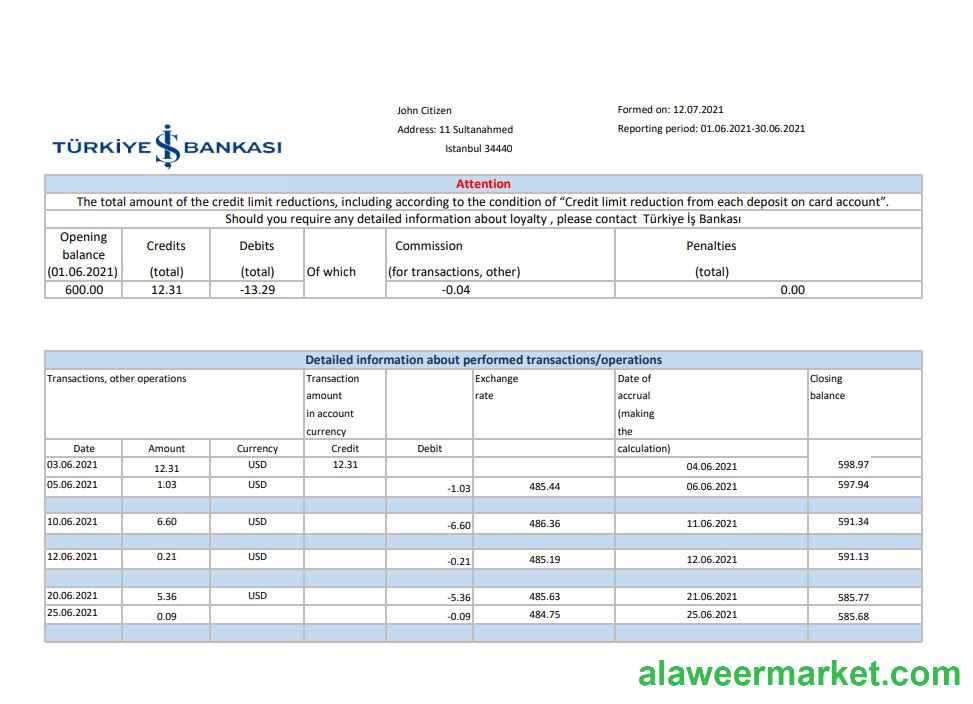 John Citizen
Formed on: 12.07.2021
Address: 11 Sultanahmed
Reporting period: 01.06.2021-30.06.2021
Istanbul 34440
TÜRKİYE İŞ BANKASI
Attention
The total amount of the credit limit reductions, including according to the condition of “Credit limit reduction from each deposit on card account”.
Should you require any detailed information about loyalty , please contact Türkiye İş Bankası
Opening balance (01.06.2021) Credits (total) Debits (total) Of which Commission (for transactions, other) Penalties (total)
600.00 12.31 -13.29 -0.04 0.00
Detailed information about performed transactions/operations
Transactions, other operations Transaction amount in account currency Exchange rate Date of accrual (making the calculation) Closing balance
Date Amount Currency Credit Debit
03.06.2021 12.31 USD 12.31 04.06.2021 598.97
05.06.2021 1.03 USD -1.03 485.44 06.06.2021 597.94
10.06.2021 6.60 USD -6.60 486.36 11.06.2021 591.34
12.06.2021 0.21 USD -0.21 485.19 12.06.2021 591.13
20.06.2021 5.36 USD -5.36 485.63 21.06.2021 585.77
25.06.2021 0.09 -0.09 484.75 25.06.2021 585.68
alaweermarket.com